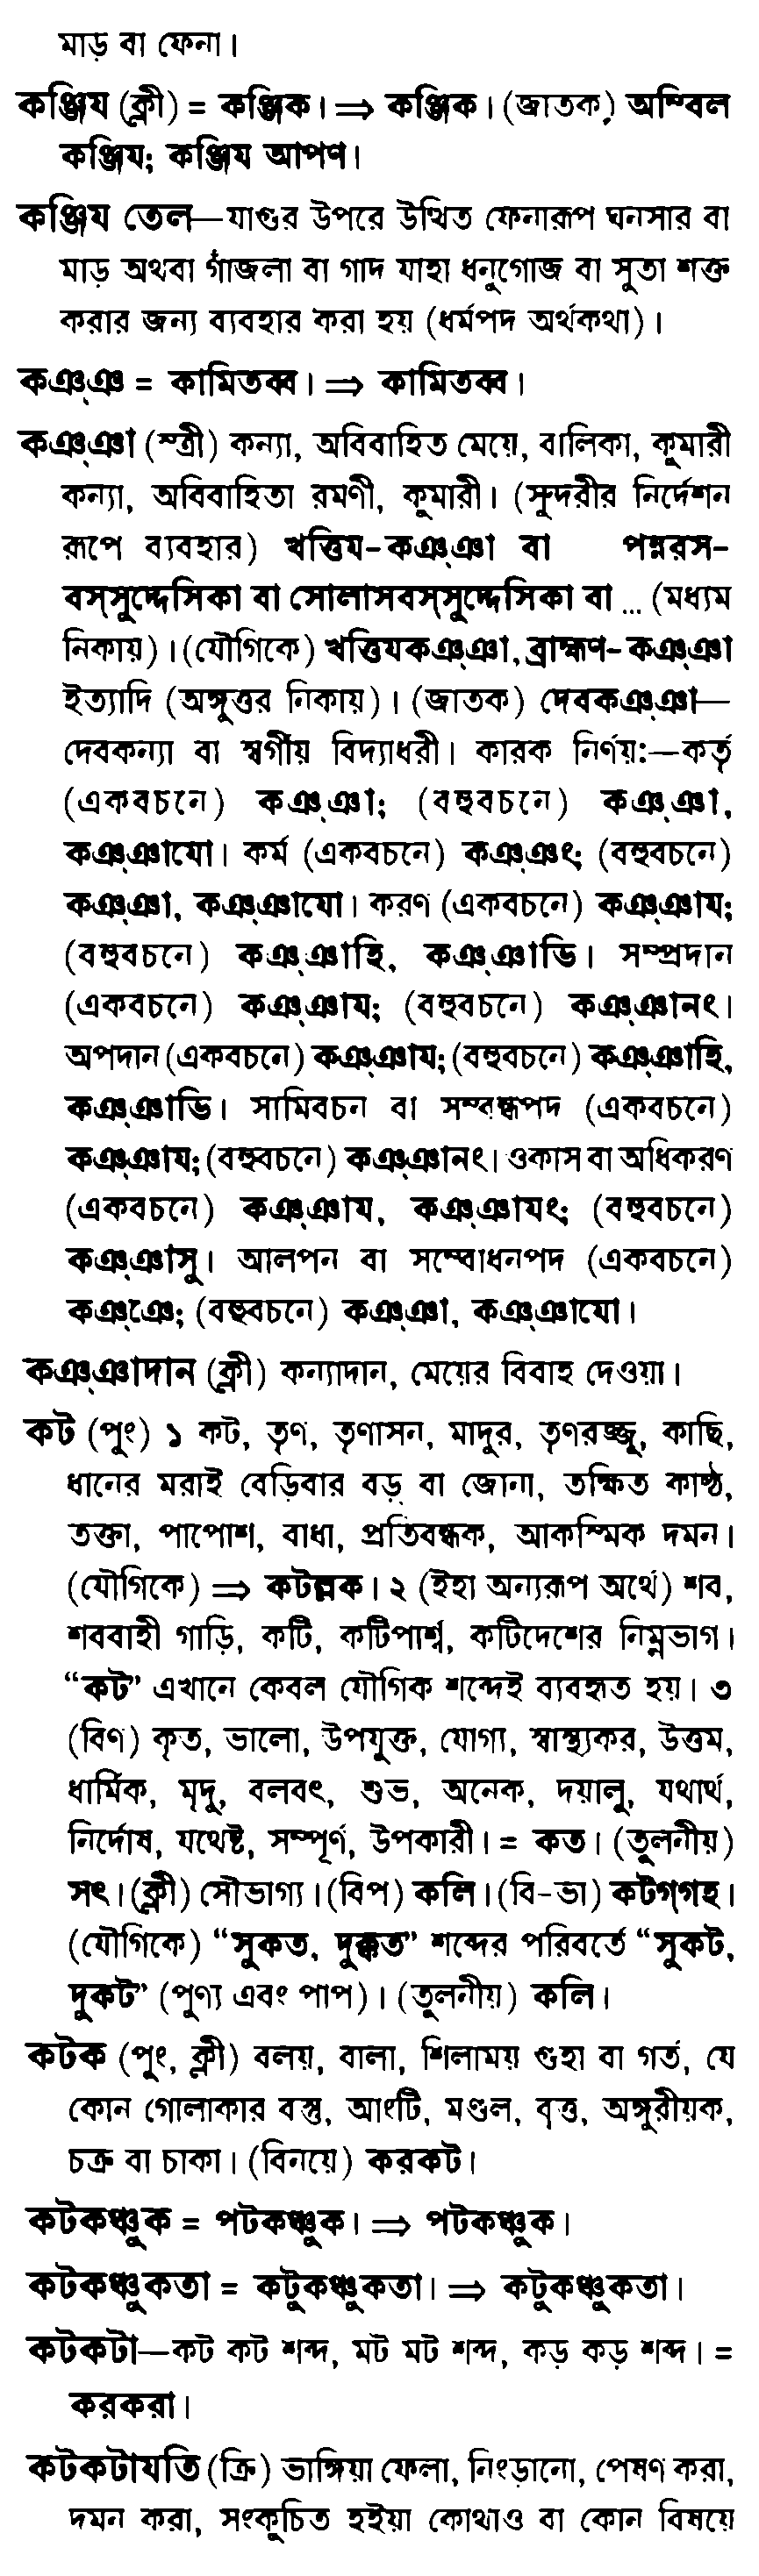 মাড় বা ফেনা।
কঞ্জিয (ক্লী) = কঞ্জিক। ⇒ কঞ্জিক। (জাতক) অম্বিল
কঞ্জিয; কঞ্জিয আপণ।
কঞ্জিয তেল—যাগুর উপরে উত্থিত ফেনারূপ ঘনসার বা
মাড় অথবা গাঁজলা বা গাদ যাহা ধনুগোজ বা সুতা শক্ত
করার জন্য ব্যবহার করা হয় (ধর্মপদ অর্থকথা)।
কঞ্ঞ = কামিতব্ব। ⇒ কামিতব্ব।
কঞ্ঞা (স্ত্রী) কন্যা, অবিবাহিত মেয়ে, বালিকা, কুমারী
কন্যা, অবিবাহিতা রমণী, কুমারী। (সুদরীর নির্দেশন
রূপে ব্যবহার) খত্তিয-কঞ্ঞা বা পন্নরস-
বস্সুদ্দেসিকা বা সোলাসবস্সুদ্দেসিকা বা ... (মধ্যম
নিকায়)। (যৌগিকে) খত্তিযকঞ্ঞা, ব্রাহ্মণ-কঞ্ঞা
ইত্যাদি (অঙ্গুত্তর নিকায়)। (জাতক) দেবকঞ্ঞা—
দেবকন্যা বা স্বর্গীয় বিদ্যাধরী। কারক নির্ণয়:—কর্তৃ
(একবচনে) কঞ্ঞা; (বহুবচনে) কঞ্ঞা,
কঞ্ঞাযো। কর্ম (একবচনে) কঞ্ঞং; (বহুবচনে)
কঞ্ঞা, কঞ্ঞাযো। করণ (একবচনে) কঞ্ঞায;
(বহুবচনে) কঞ্ঞাহি, কঞ্ঞাভি। সম্প্রদান
(একবচনে) কঞ্ঞায; (বহুবচনে) কঞ্ঞানং।
অপদান (একবচনে) কঞ্ঞায; (বহুবচনে) কঞ্ঞাহি,
কঞ্ঞাভি। সামিবচন বা সম্বন্ধপদ (একবচনে)
কঞ্ঞায; (বহুবচনে) কঞ্ঞানং। ওকাস বা অধিকরণ
(একবচনে) কঞ্ঞায, কঞ্ঞাযং; (বহুবচনে)
কঞ্ঞাসু। আলপন বা সম্বোধনপদ (একবচনে)
কঞ্ঞে; (বহুবচনে) কঞ্ঞা, কঞ্ঞাযো।
কঞ্ঞাদান (ক্লী) কন্যাদান, মেয়ের বিবাহ দেওয়া।
কট (পুং) ১ কট, তৃণ, তৃণাসন, মাদুর, তৃণরজ্জু, কাছি,
ধানের মরাই বেড়িবার বড় বা জোনা, তক্ষিত কাষ্ঠ,
তক্তা, পাপোশ, বাধা, প্রতিবন্ধক, আকস্মিক দমন।
(যৌগিকে) ⇒ কটল্লক। ২ (ইহা অন্যরূপ অর্থে) শব,
শববাহী গাড়ি, কটি, কটিপার্শ্ব, কটিদেশের নিম্নভাগ।
“কট” এখানে কেবল যৌগিক শব্দেই ব্যবহৃত হয়। ৩
(বিণ) কৃত, ভালো, উপযুক্ত, যোগ্য, স্বাস্থ্যকর, উত্তম,
ধার্মিক, মৃদু, বলবৎ, শুভ, অনেক, দয়ালু, যথার্থ,
নির্দোষ, যথেষ্ট, সম্পূর্ণ, উপকারী। = কত। (তুলনীয়)
সৎ। (ক্লী) সৌভাগ্য। (বিপ) কলি। (বি-ভা) কটগ্গহ।
(যৌগিকে) “সুকত, দুক্কত” শব্দের পরিবর্তে “সুকট,
দুকট” (পুণ্য এবং পাপ)। (তুলনীয়) কলি।
কটক (পুং, ক্লী) বলয়, বালা, শিলাময় গুহা বা গর্ত, যে
কোন গোলাকার বস্তু, আংটি, মণ্ডল, বৃত্ত, অঙ্গুরীয়ক,
চক্র বা চাকা। (বিনয়ে) করকট।
কটকঞ্চুক = পটকঞ্চুক। ⇒ পটকঞ্চুক।
কটকঞ্চুকতা = কটুকঞ্চুকতা। ⇒ কটুকঞ্চুকতা।
কটকটা—কট কট শব্দ, মট মট শব্দ, কড় কড় শব্দ। =
করকরা।
কটকটাযতি (ক্রি) ভাঙ্গিয়া ফেলা, নিংড়ানো, পেষণ করা,
দমন করা, সংকুচিত হইয়া কোথাও বা কোন বিষয়ে